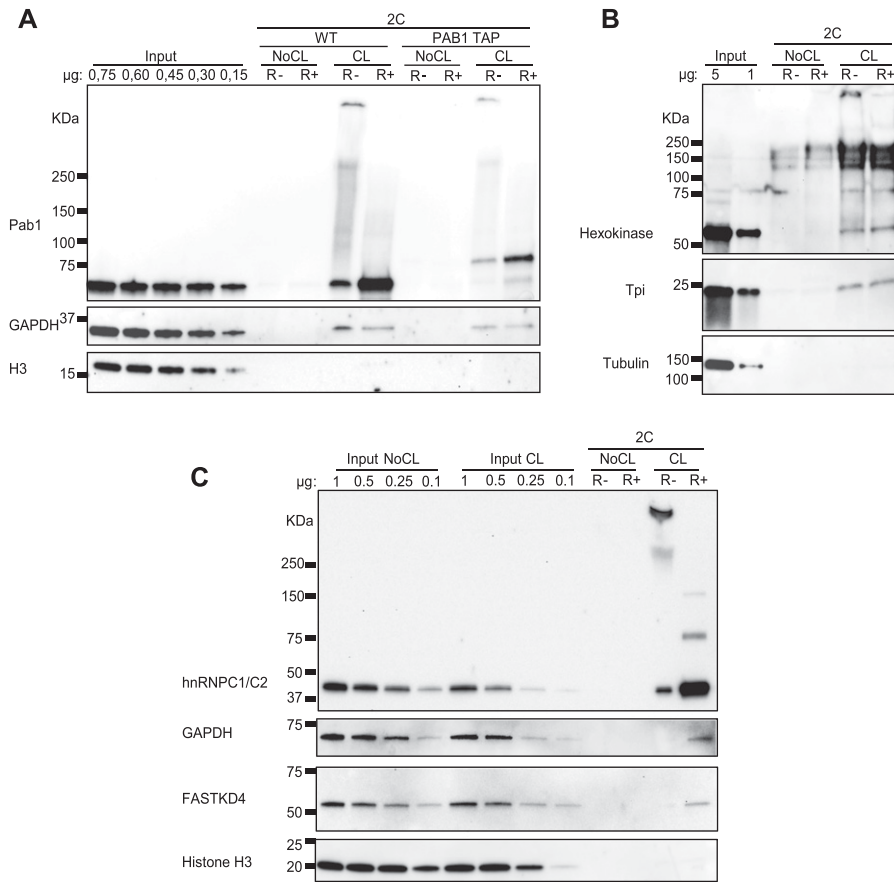 A
2C
WT PAB1 TAP
Input NoCL CL NoCL CL
µg: 0,75 0,60 0,45 0,30 0,15 R- R+ R- R+ R- R+ R- R+
KDa
250
150
Pab1
100
75
GAPDH 37
H3
15
B
2C
Input NoCL CL
µg: 5 1 R- R+ R- R+
KDa
250
150
100
75
Hexokinase
50
Tpi 25
Tubulin 150
100
C
2C
Input NoCL Input CL NoCL CL
µg: 1 0.5 0.25 0.1 1 0.5 0.25 0.1 R- R+ R- R+
KDa
250
150
75
50
hnRNPC1/C2
37
75
GAPDH
75
FASTKD4
50
25
Histone H3 20